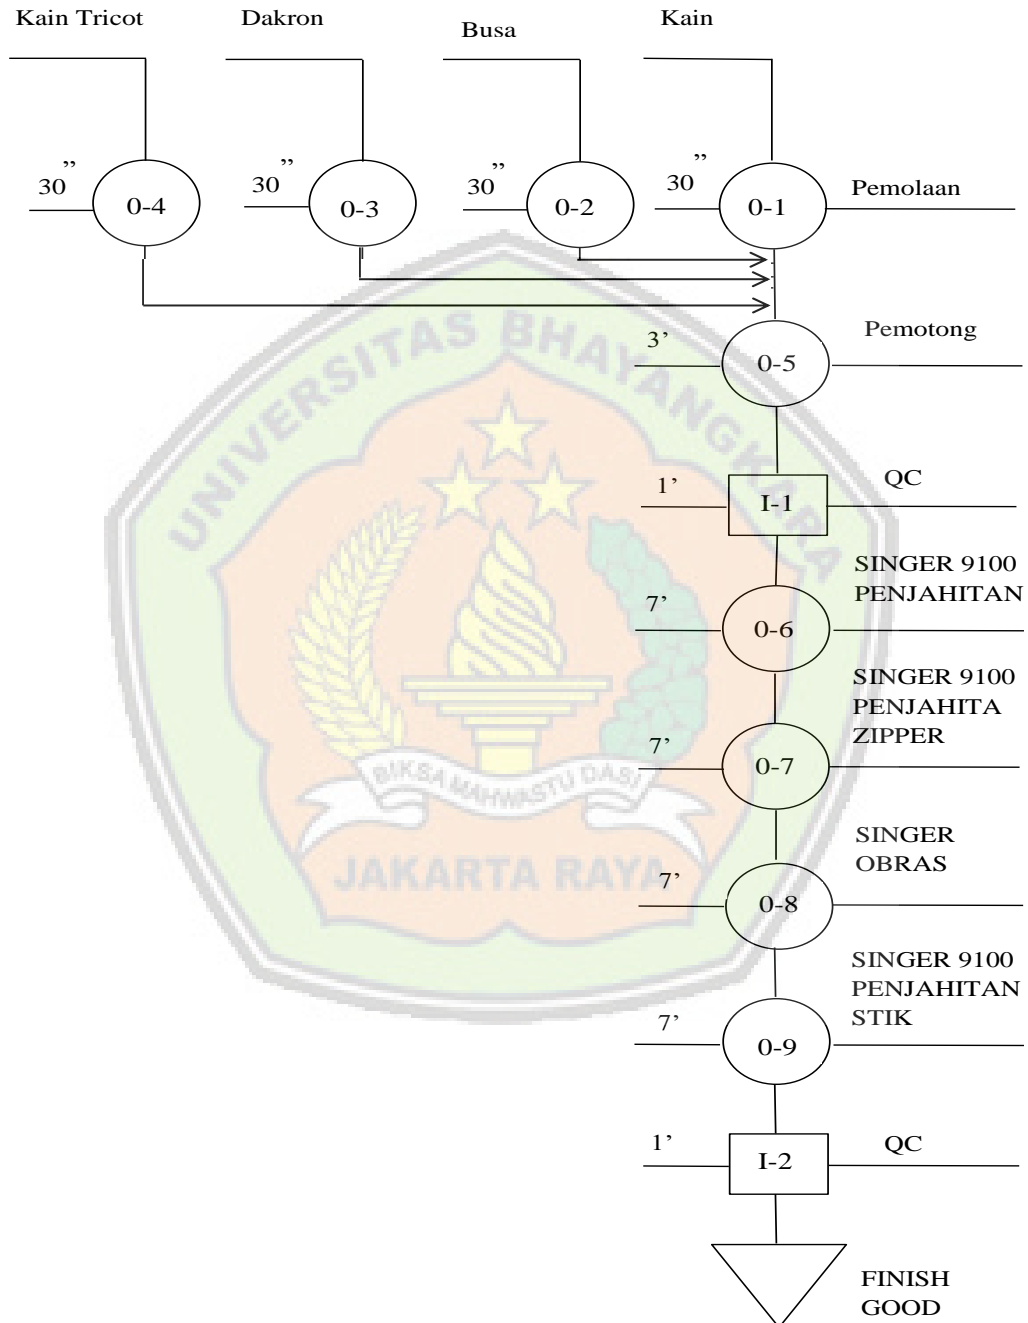 Kain Tricot
Dakron
Busa
Kain
30”
0-4
30”
0-3
30”
0-2
30”
0-1
Pemolaan
3’
0-5
Pemotong
1’
I-1
QC
7’
0-6
SINGER 9100
PENJAHITAN
7’
0-7
SINGER 9100
PENJAHITA
ZIPPER
7’
0-8
SINGER
OBRAS
7’
0-9
SINGER 9100
PENJAHITAN
STIK
1’
I-2
QC
FINISH
GOOD
UNIVERSITAS BHAYANGKARA
BIKSA MAHWASTU DASI
JAKARTA RAYA